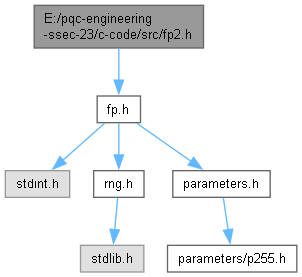 E:/pqc-engineering
-ssec-23/c-code/src/fp2.h
fp.h
stdint.h
rng.h
parameters.h
stdlib.h
parameters/p255.h